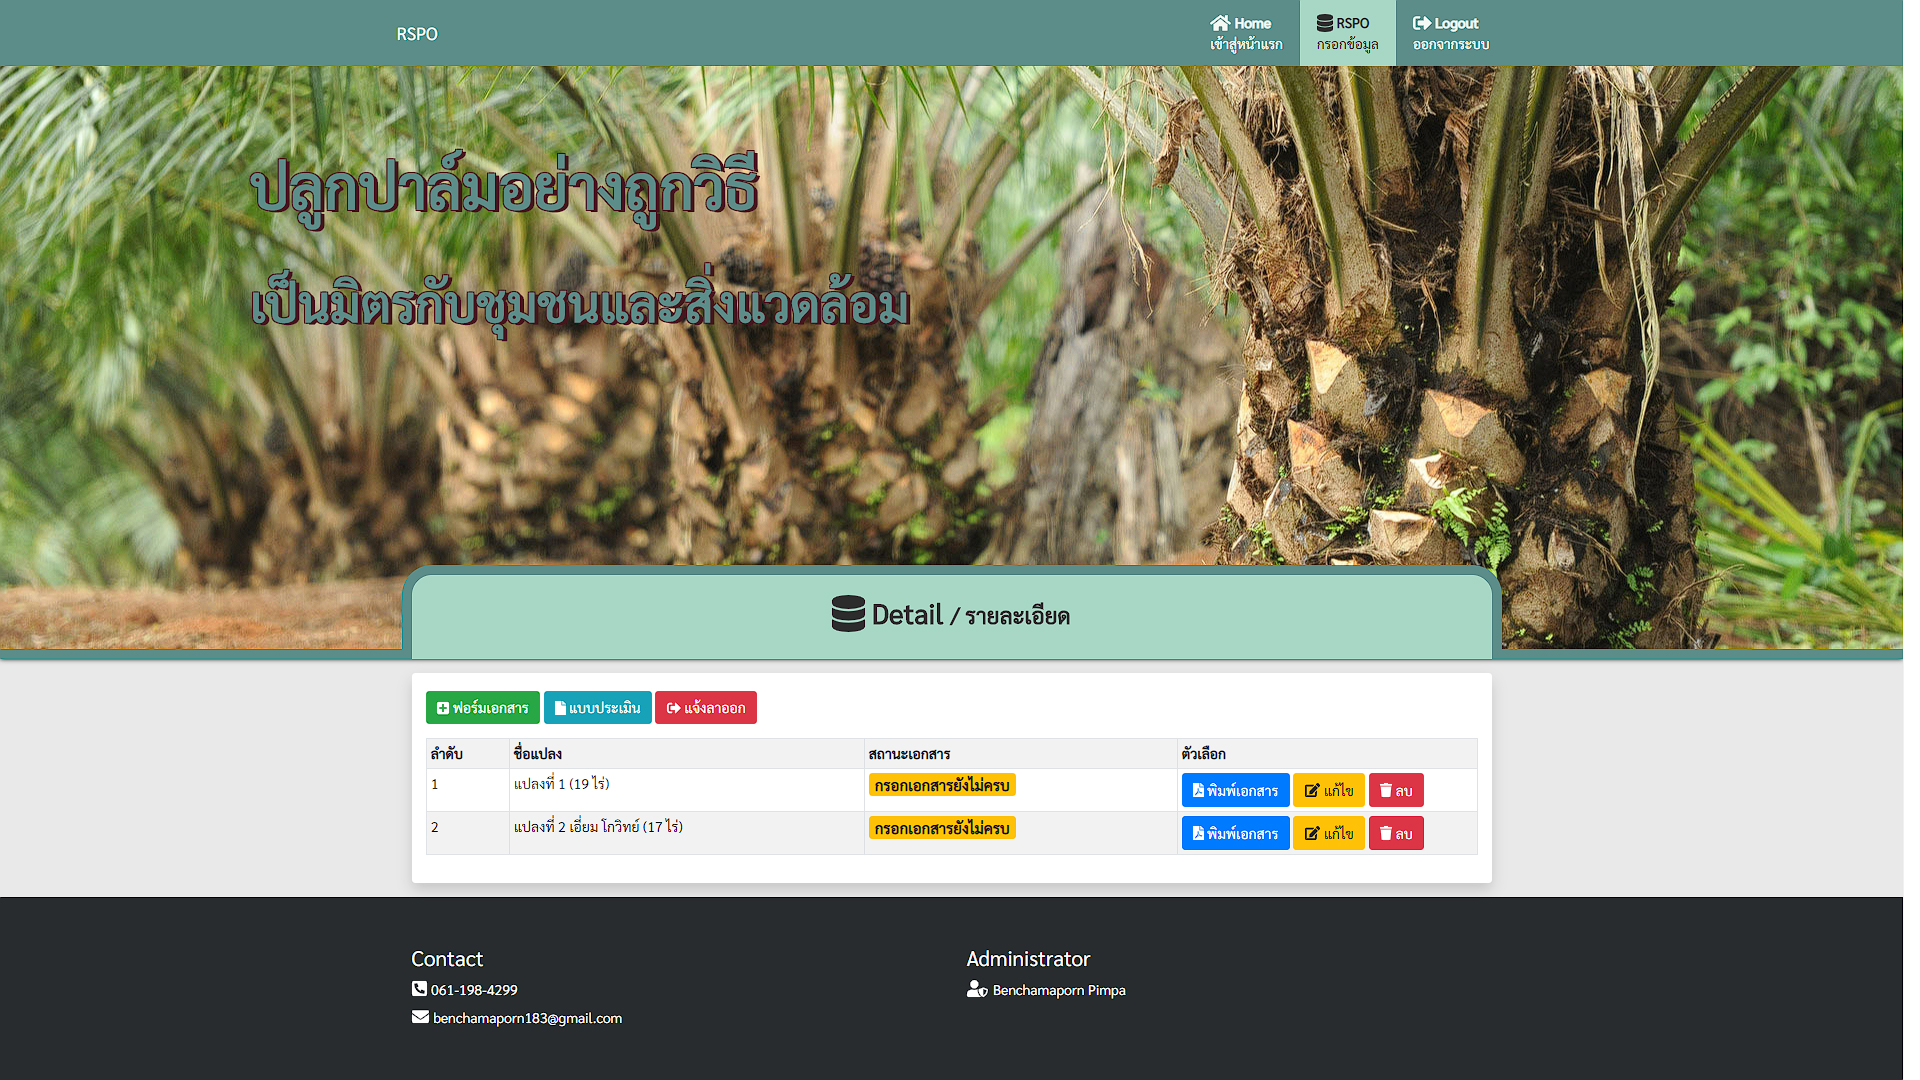 RSPO
Home
เข้าสู่หน้าแรก
RSPO
กรอกข้อมูล
Logout
ออกจากระบบ
ปลูกปาล์มอย่างถูกวิธี
เป็นมิตรกับชุมชนและสิ่งแวดล้อม
Detail / รายละเอียด
ฟอร์มเอกสาร แบบประเมิน แจ้งลาออก
ลำดับ ชื่อแปลง สถานะเอกสาร ตัวเลือก
1 แปลงที่ 1 (19 ไร่) กรอกเอกสารยังไม่ครบ พิมพ์เอกสาร แก้ไข ลบ
2 แปลงที่ 2 เอี่ยม โกวิทย์ (17 ไร่) กรอกเอกสารยังไม่ครบ พิมพ์เอกสาร แก้ไข ลบ
Contact
061-198-4299
benchamaporn183@gmail.com
Administrator
Benchamaporn Pimpa